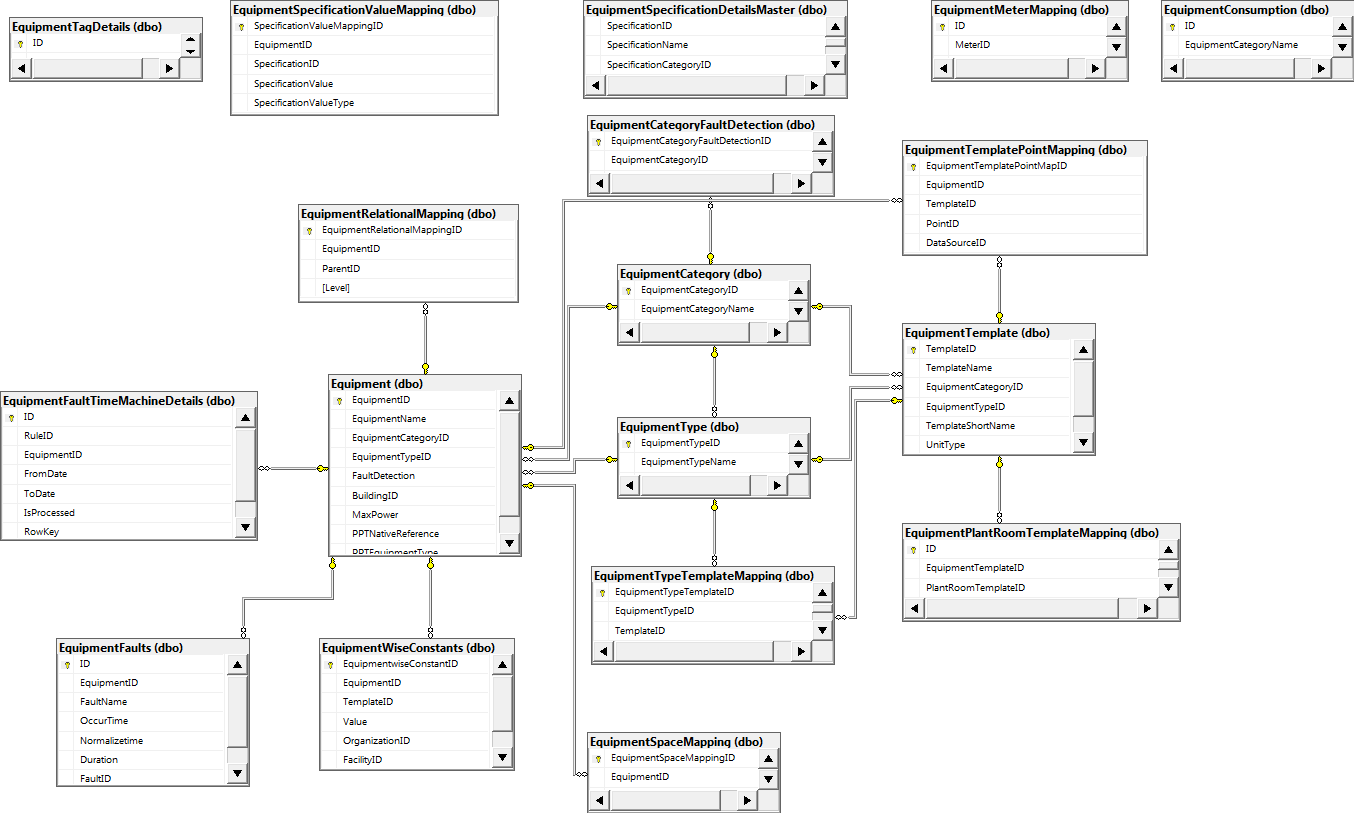 EquipmentTagDetails (dbo)
ID
EquipmentSpecificationValueMapping (dbo)
SpecificationValueMappingID
EquipmentID
SpecificationID
SpecificationValue
SpecificationValueType
EquipmentSpecificationDetailsMaster (dbo)
SpecificationID
SpecificationName
SpecificationCategoryID
EquipmentMeterMapping (dbo)
ID
MeterID
EquipmentConsumption (dbo)
ID
EquipmentCategoryName
EquipmentCategoryFaultDetection (dbo)
EquipmentCategoryFaultDetectionID
EquipmentCategoryID
EquipmentTemplatePointMapping (dbo)
EquipmentTemplatePointMapID
EquipmentID
TemplateID
PointID
DataSourceID
EquipmentRelationalMapping (dbo)
EquipmentRelationalMappingID
EquipmentID
ParentID
[Level]
EquipmentCategory (dbo)
EquipmentCategoryID
EquipmentCategoryName
EquipmentTemplate (dbo)
TemplateID
TemplateName
EquipmentCategoryID
EquipmentTypeID
TemplateShortName
UnitType
Equipment (dbo)
EquipmentID
EquipmentName
EquipmentCategoryID
EquipmentTypeID
FaultDetection
BuildingID
MaxPower
PPTNativeReference
PPTEquipmentType
EquipmentFaultTimeMachineDetails (dbo)
ID
RuleID
EquipmentID
FromDate
ToDate
IsProcessed
RowKey
EquipmentType (dbo)
EquipmentTypeID
EquipmentTypeName
EquipmentPlantRoomTemplateMapping (dbo)
ID
EquipmentTemplateID
PlantRoomTemplateID
EquipmentTypeTemplateMapping (dbo)
EquipmentTypeTemplateID
EquipmentTypeID
TemplateID
EquipmentFaults (dbo)
ID
EquipmentID
FaultName
OccurTime
Normalizetime
Duration
FaultID
EquipmentWiseConstants (dbo)
EquipmentwiseConstantID
EquipmentID
TemplateID
Value
OrganizationID
FacilityID
EquipmentSpaceMapping (dbo)
EquipmentSpaceMappingID
EquipmentID